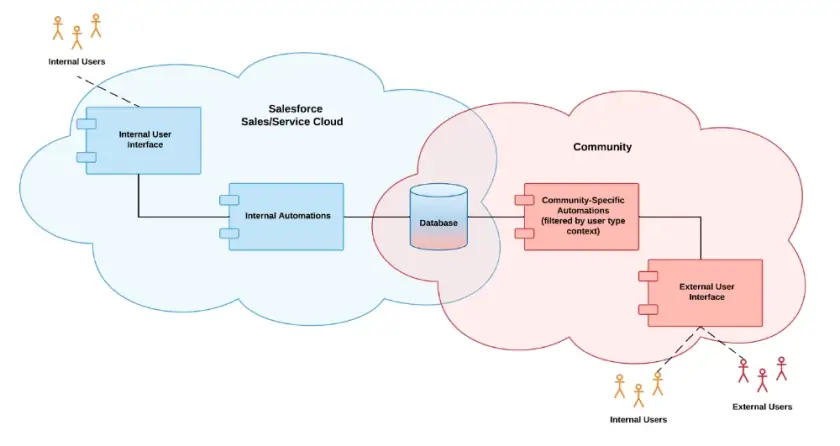 Internal Users
Salesforce
Sales/Service Cloud
Internal User
Interface
Community
Internal Automations
Database
Community-Specific
Automations
(filtered by user type
context)
External User
Interface
Internal Users
External Users